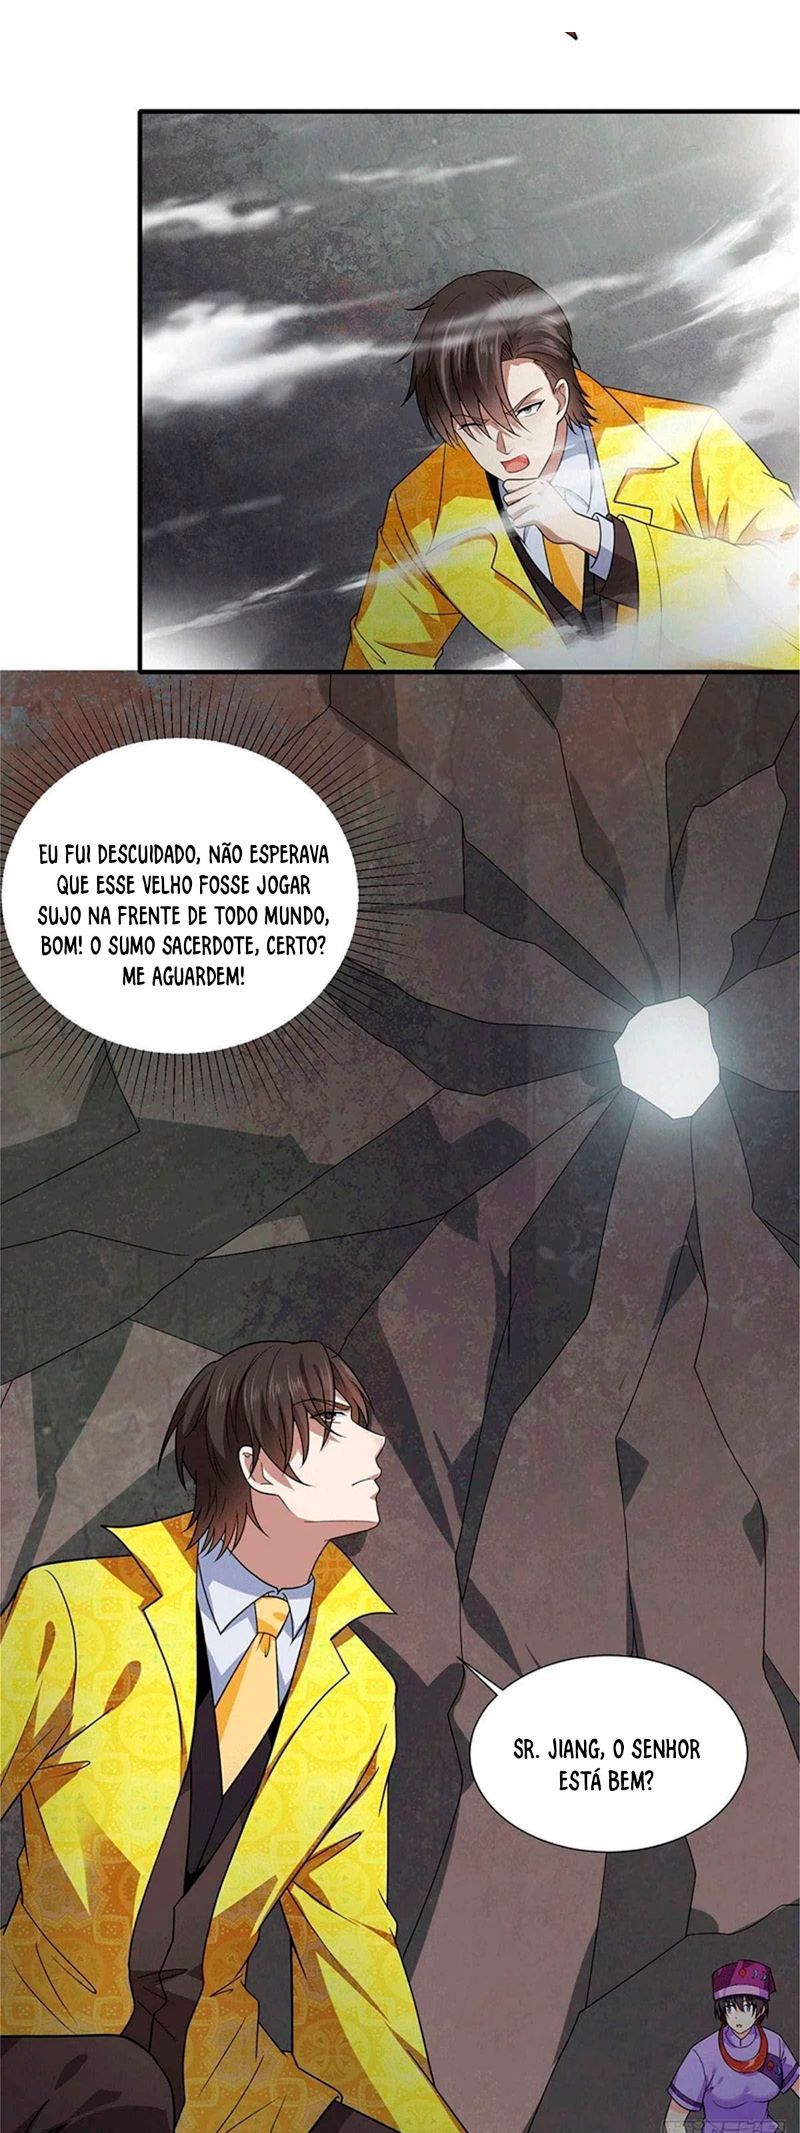 EU FUI DESCUIDADO, NÃO ESPERAVA
QUE ESSE VELHO FOSSE JOGAR
SUJO NA FRENTE DE TODO MUNDO,
BOM! O SUMO SACERDOTE, CERTO?
ME AGUARDEM!
SR. JIANG, O SENHOR
ESTÁ BEM?